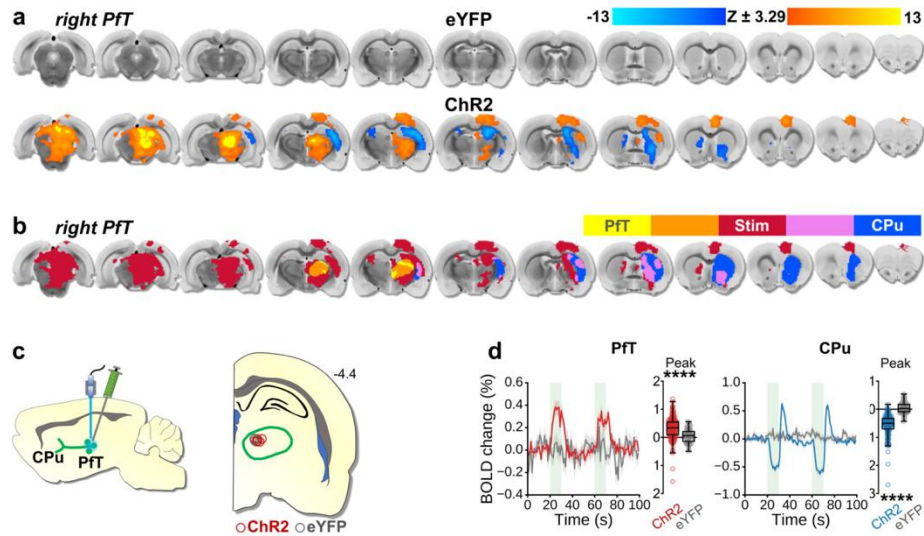 a right PfT eYFP -13 Z ± 3.29 13
ChR2
b right PfT PfT Stim CPu
c
-4.4
CPu PfT
ChR2 eYFP
d PfT CPu
Peak Peak
**** 
BOLD change (%)
0.6
0.4
0.2
0.0
-0.2
-0.4
0 20 40 60 80 100
Time (s)
2
1
0
1
2
ChR2
eYFP
1.0
0.5
0.0
-0.5
-1.0
0 20 40 60 80 100
Time (s)
1
0
1
2
3
****
ChR2
eYFP